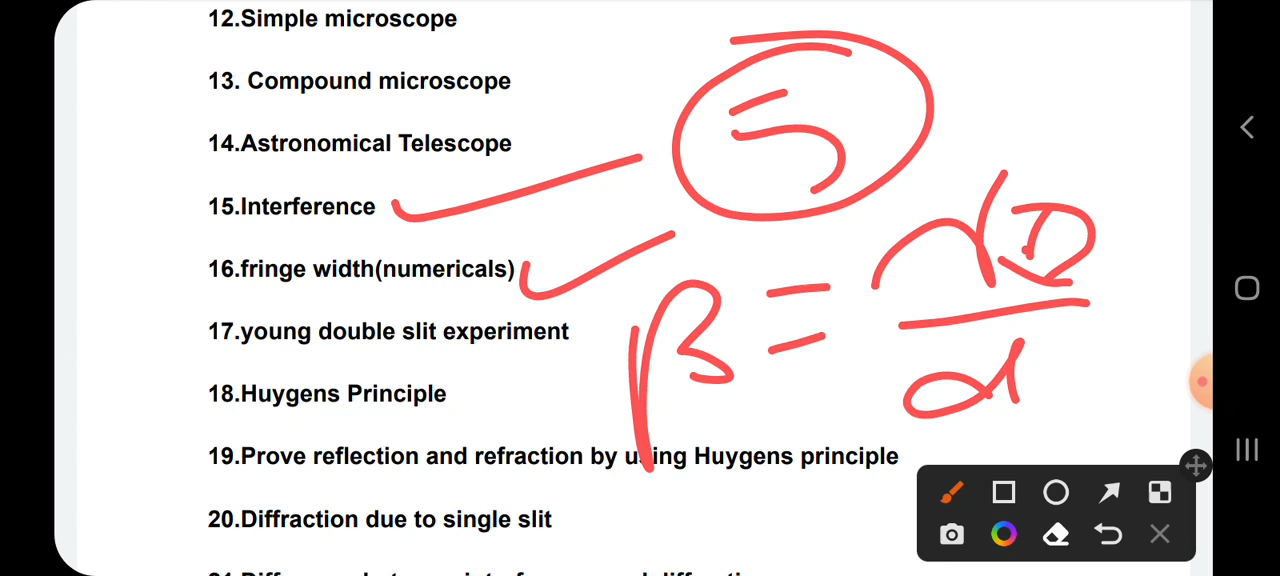 12.Simple microscope
13. Compound microscope
14.Astronomical Telescope
15.Interference
16.fringe width(numericals)
17.young double slit experiment
18.Huygens Principle
19.Prove reflection and refraction by using Huygens principle
20.Diffraction due to single slit
5
β = λD
d